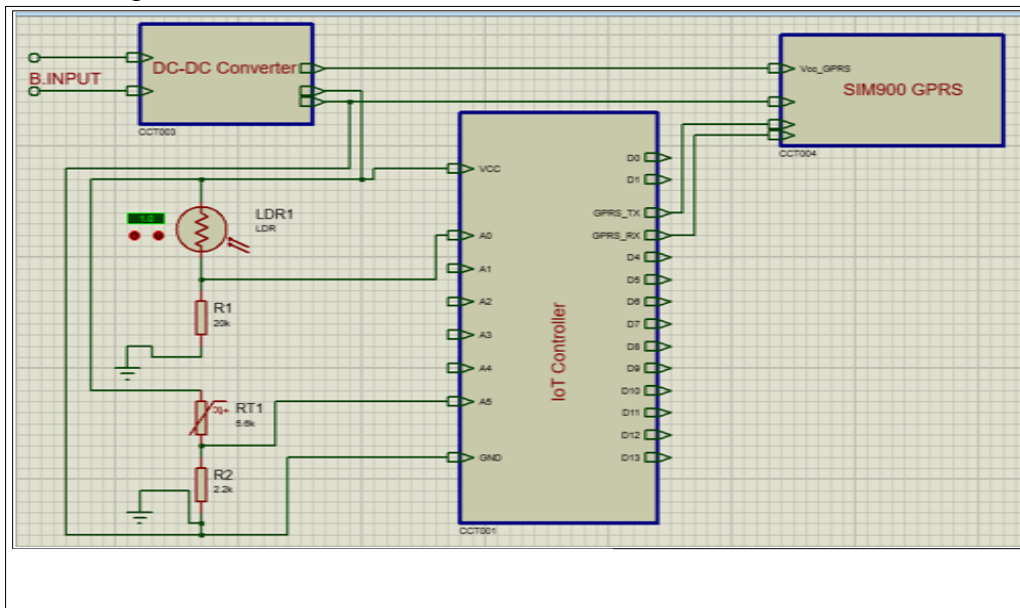 B.INPUT
DC-DC Converter
CCT003
Vcc_GPRS
SIM900 GPRS
CCT004
VCC
A0
A1
A2
A3
A4
A5
GND
IoT Controller
D0
D1
GPRS_TX
GPRS_RX
D4
D5
D6
D7
D8
D9
D10
D11
D12
D13
CCT001
1.0
LDR1
LDR
R1
20k
RT1
5.6k
R2
2.2k